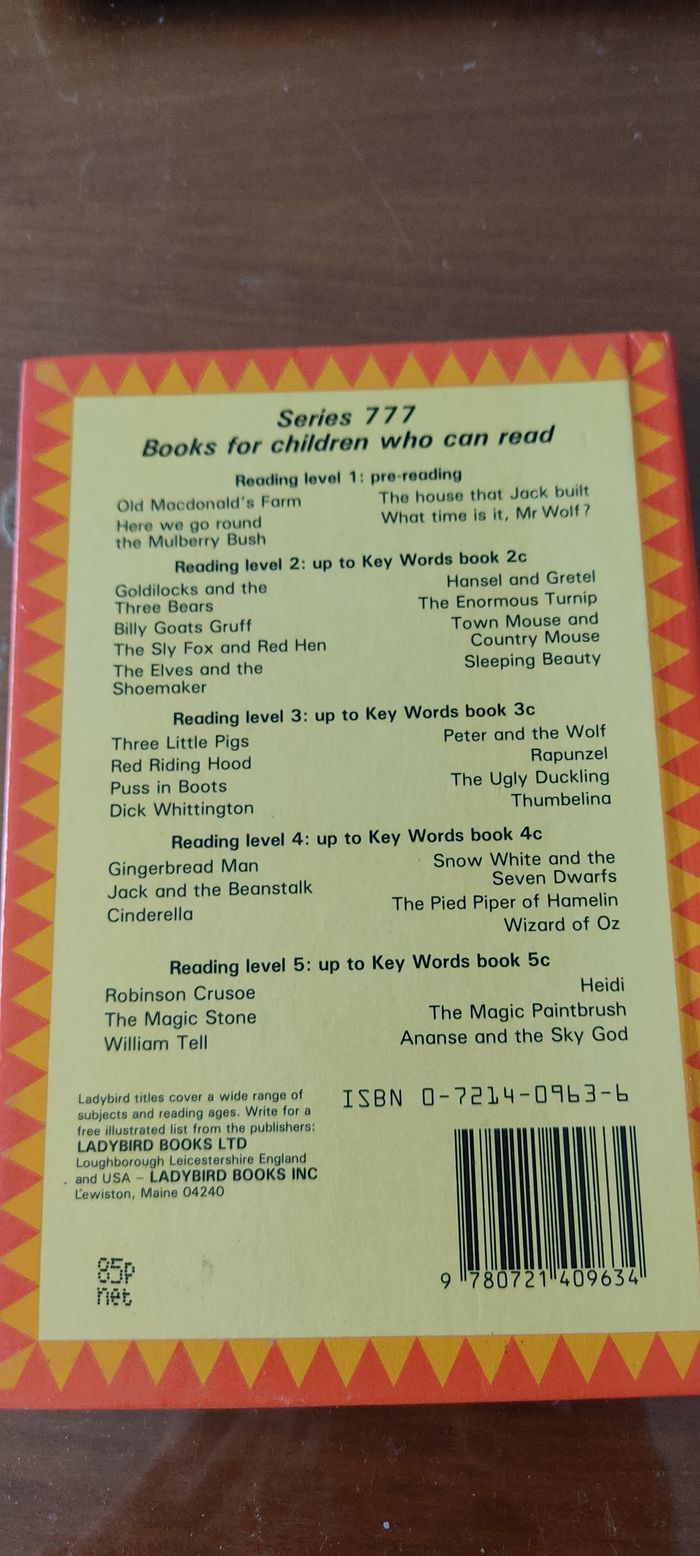 Series 777
Books for children who can read
Reading level 1: pre-reading
Old Macdonald's Farm
Here we go round
the Mulberry Bush
The house that Jack built
What time is it, Mr Wolf?
Reading level 2: up to Key Words book 2c
Goldilocks and the
Three Bears
Billy Goats Gruff
The Sly Fox and Red Hen
The Elves and the
Shoemaker
Hansel and Gretel
The Enormous Turnip
Town Mouse and
Country Mouse
Sleeping Beauty
Reading level 3: up to Key Words book 3c
Three Little Pigs
Red Riding Hood
Puss in Boots
Dick Whittington
Peter and the Wolf
Rapunzel
The Ugly Duckling
Thumbelina
Reading level 4: up to Key Words book 4c
Gingerbread Man
Jack and the Beanstalk
Cinderella
Snow White and the
Seven Dwarfs
The Pied Piper of Hamelin
Wizard of Oz
Reading level 5: up to Key Words book 5c
Robinson Crusoe
The Magic Stone
William Tell
Heidi
The Magic Paintbrush
Ananse and the Sky God
Ladybird titles cover a wide range of
subjects and reading ages. Write for a
free illustrated list from the publishers:
LADYBIRD BOOKS LTD
Loughborough Leicestershire England
and USA – LADYBIRD BOOKS INC
Lewiston, Maine 04240
85p
net
ISBN 0-7214-0963-6
9 780721 409634